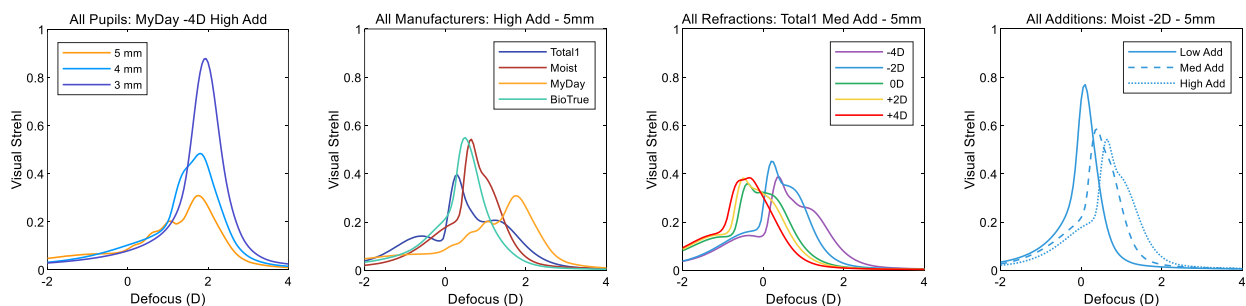 All Pupils: MyDay -4D High Add
1
0.8
0.6
0.4
0.2
0
-2
0
2
4
Visual Strehl
Defocus (D)
5 mm
4 mm
3 mm
All Manufacturers: High Add - 5mm
1
0.8
0.6
0.4
0.2
0
-2
0
2
4
Visual Strehl
Defocus (D)
Total1
Moist
MyDay
BioTrue
All Refractions: Total1 Med Add - 5mm
1
0.8
0.6
0.4
0.2
0
-2
0
2
4
Visual Strehl
Defocus (D)
-4D
-2D
0D
+2D
+4D
All Additions: Moist -2D - 5mm
1
0.8
0.6
0.4
0.2
0
-2
0
2
4
Visual Strehl
Defocus (D)
Low Add
Med Add
High Add